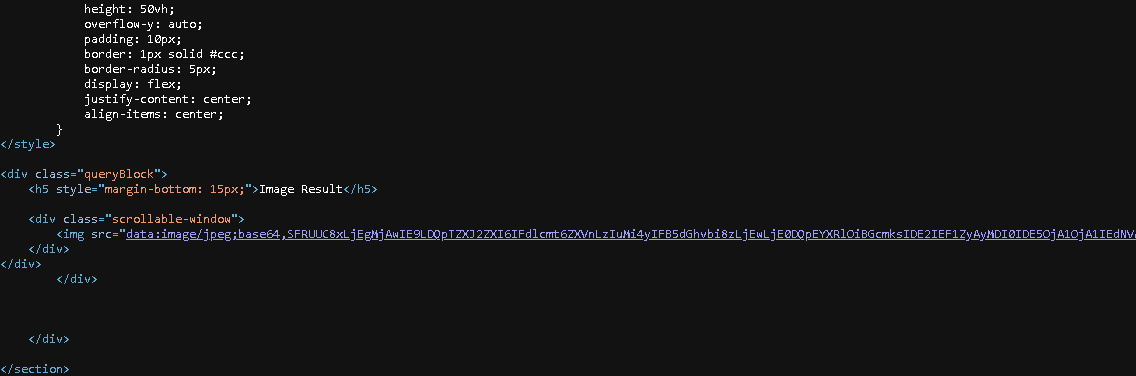 height: 50vh;
overflow-y: auto;
padding: 10px;
border: 1px solid #ccc;
border-radius: 5px;
display: flex;
justify-content: center;
align-items: center;
}
</style>
<div class="queryBlock">
<h5 style="margin-bottom: 15px;">Image Result</h5>
<div class="scrollable-window">
<img src="data:image/jpeg;base64,SFRUUC8xLjEgMjAwIE9LDQpTZXJ2ZXI6IFdlcmt6ZXVnLzIuMi4yIFB5dGhvbi8zLjEwLjE0DQpEYXRlOiBGcmksIDE2IEF1ZyAyMDI0IDE5OjA1OjA1IEdNV
</div>
</div>
</div>
</div>
</section>